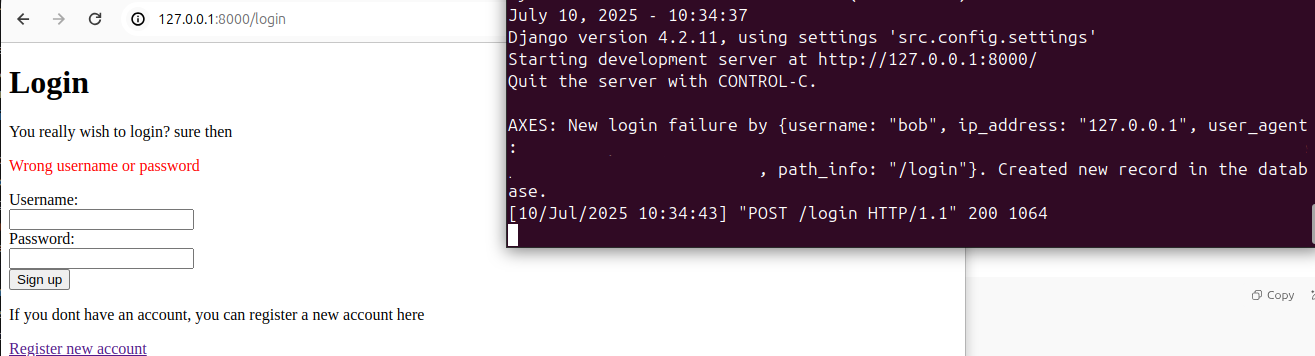 127.0.0.1:8000/login
Login
You really wish to login? sure then
Wrong username or password
Username:
Password:
Sign up
If you dont have an account, you can register a new account here
Register new account
July 10, 2025 - 10:34:37
Django version 4.2.11, using settings 'src.config.settings'
Starting development server at http://127.0.0.1:8000/
Quit the server with CONTROL-C.
AXES: New login failure by {username: "bob", ip_address: "127.0.0.1", user_agent
:
, path_info: "/login"}. Created new record in the datab
ase.
[10/Jul/2025 10:34:43] "POST /login HTTP/1.1" 200 1064
Copy